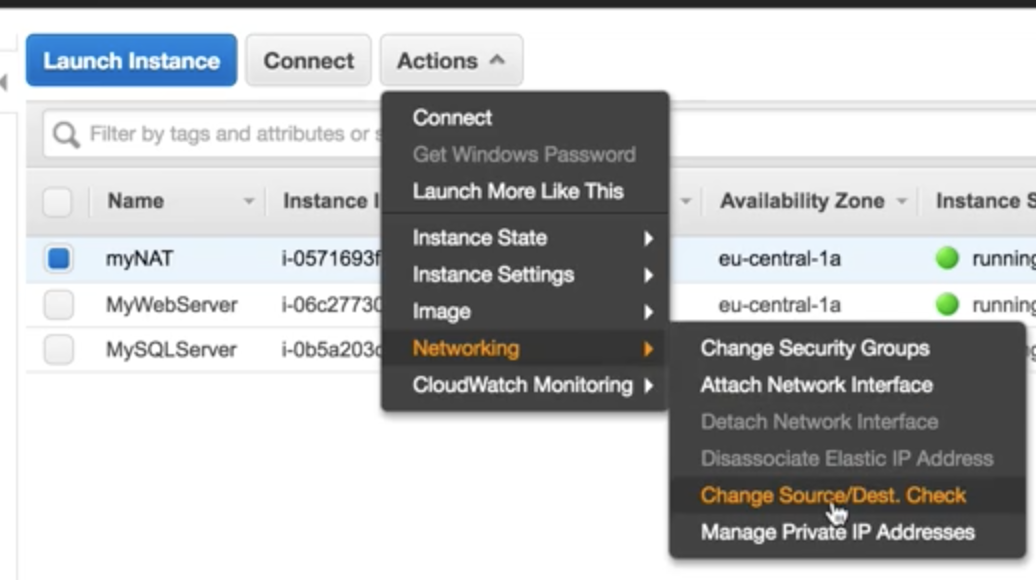 Launch Instance Connect Actions
Filter by tags and attributes or
Name Instance Availability Zone Instance
myNAT i-0571693 eu-central-1a running
MyWebServer i-06c27730 eu-central-1a running
MySQLServer i-0b5a203
Connect
Get Windows Password
Launch More Like This
Instance State
Instance Settings
Image
Networking
CloudWatch Monitoring
Change Security Groups
Attach Network Interface
Detach Network Interface
Disassociate Elastic IP Address
Change Source/Dest. Check
Manage Private IP Addresses